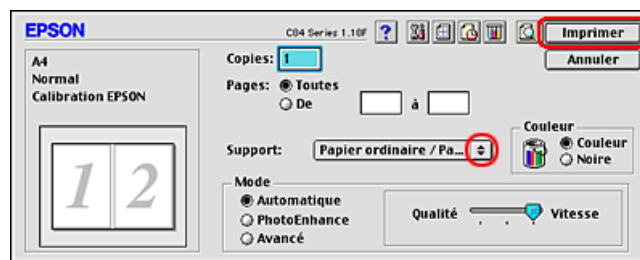 EPSON
C84 Series 1.10F
?
Imprimer
Annuler
A4
Normal
Calibration EPSON
1 2
Copies: 1
Pages: Toutes
De à
Support: Papier ordinaire / Pa...
Couleur
Couleur
Noire
Mode
Automatique
PhotoEnhance
Avancé
Qualité Vitesse